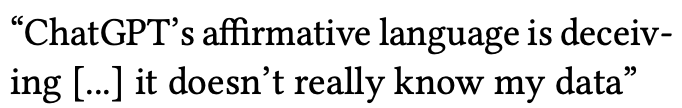 “ChatGPT’s affirmative language is deceiv-
ing [...] it doesn’t really know my data”